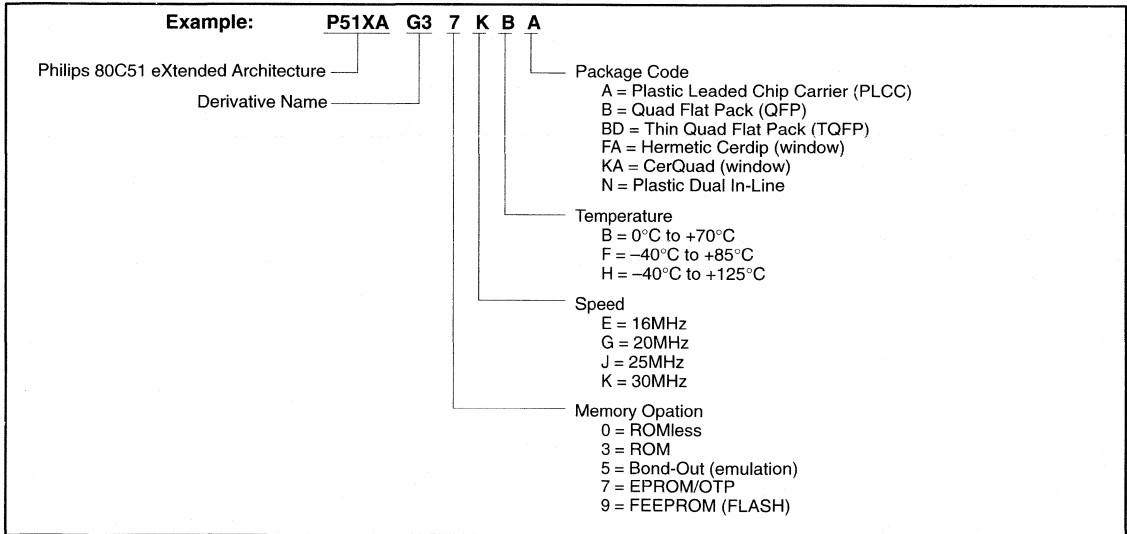 Example: P51XA G3 7 K B A
Philips 80C51 eXtended Architecture
Derivative Name
Package Code
A = Plastic Leaded Chip Carrier (PLCC)
B = Quad Flat Pack (QFP)
BD = Thin Quad Flat Pack (TQFP)
FA = Hermetic Cerdip (window)
KA = CerQuad (window)
N = Plastic Dual In-Line
Temperature
B = 0°C to +70°C
F = –40°C to +85°C
H = –40°C to +125°C
Speed
E = 16MHz
G = 20MHz
J = 25MHz
K = 30MHz
Memory Opation
0 = ROMless
3 = ROM
5 = Bond-Out (emulation)
7 = EPROM/OTP
9 = FEEPROM (FLASH)